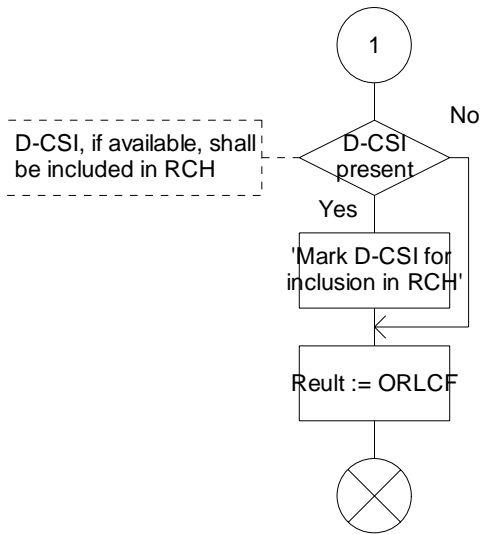 1
No
D-CSI, if available, shall
be included in RCH
D-CSI
present
Yes
'Mark D-CSI for
inclusion in RCH'
Reult := ORLCF